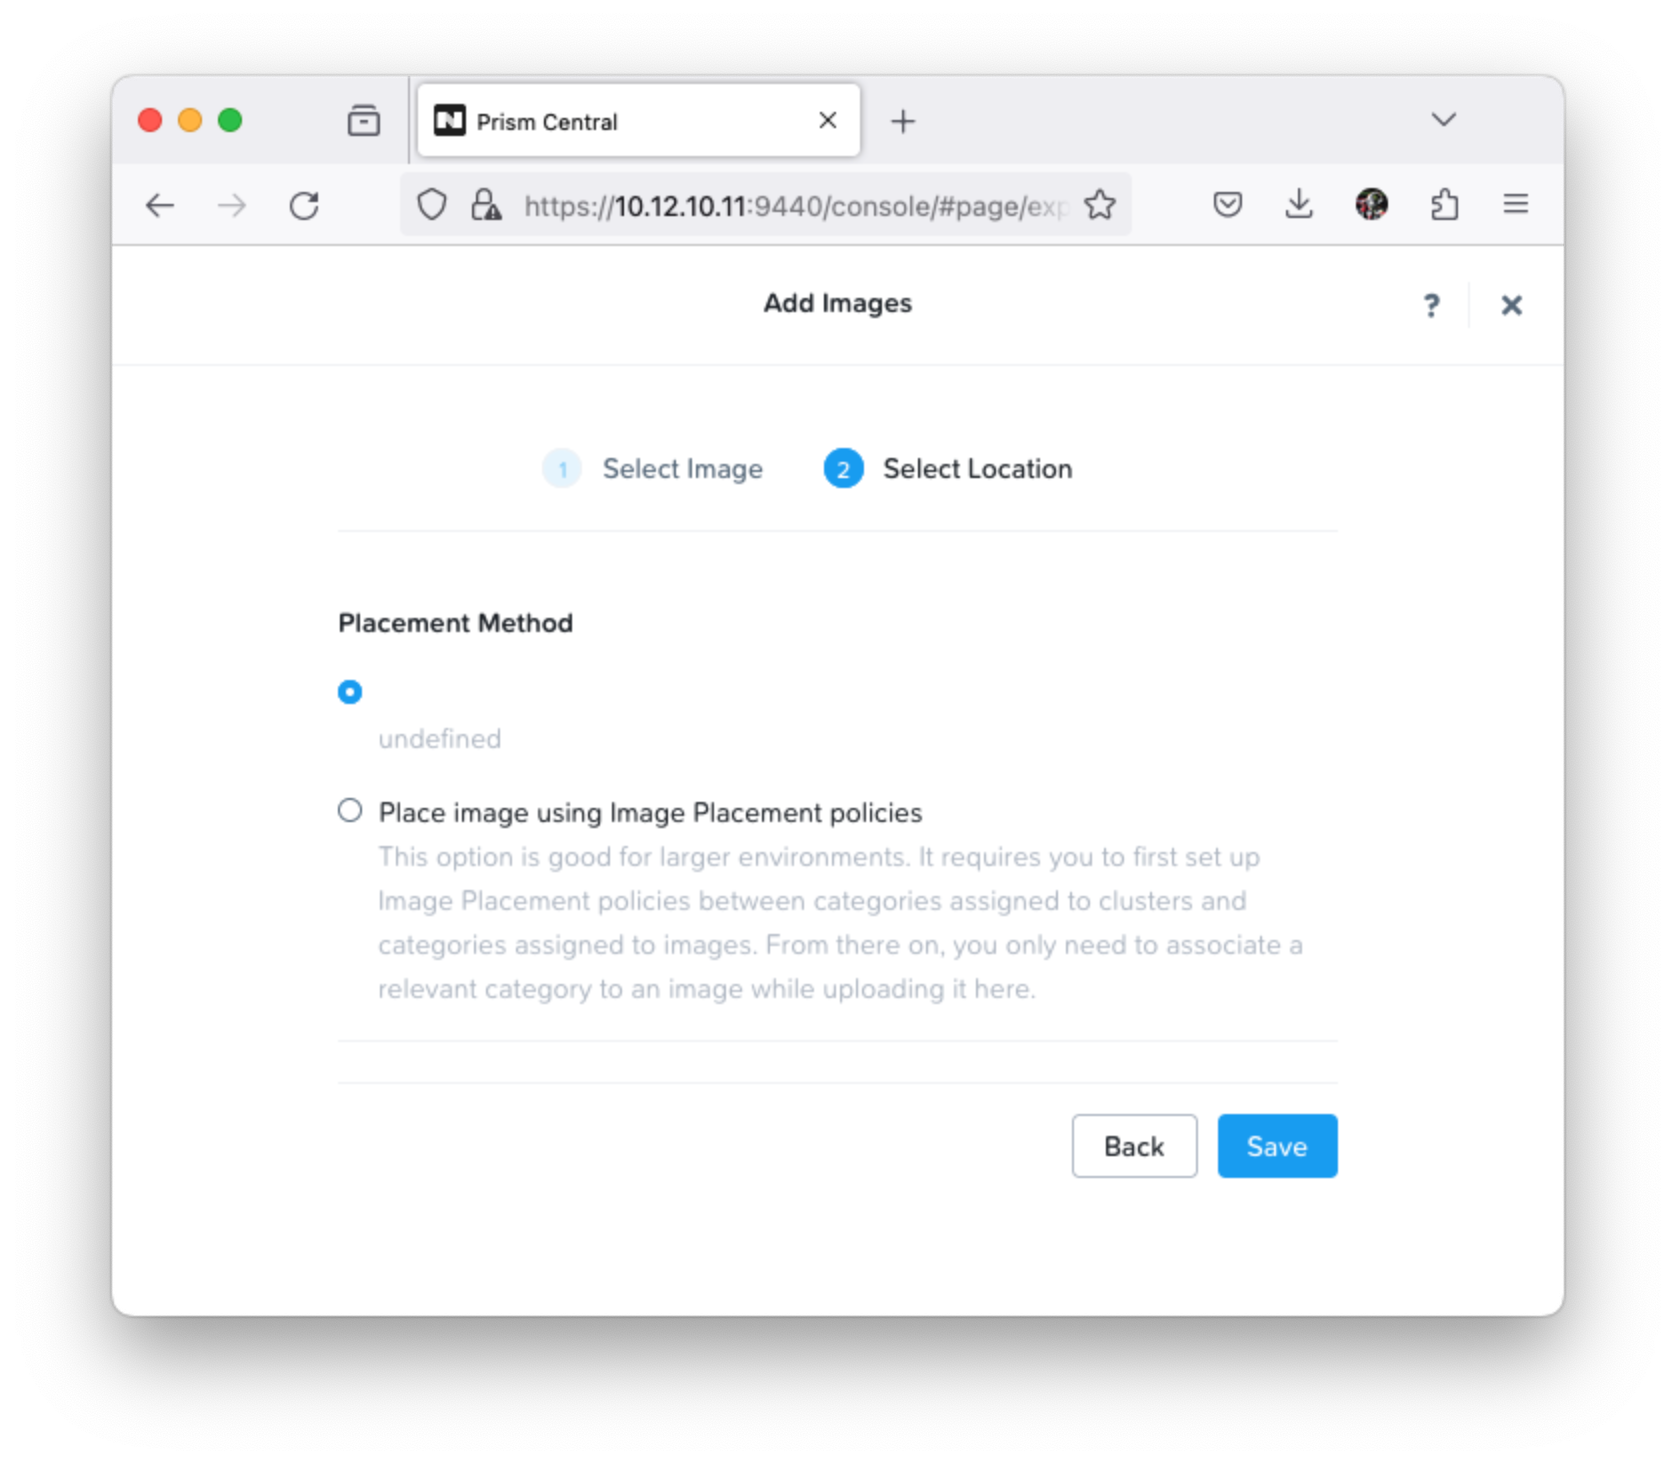 Prism Central
https://10.12.10.11:9440/console/#page/exp
Add Images
?
1 Select Image 2 Select Location
Placement Method
undefined
Place image using Image Placement policies
This option is good for larger environments. It requires you to first set up
Image Placement policies between categories assigned to clusters and
categories assigned to images. From there on, you only need to associate a
relevant category to an image while uploading it here.
Back Save